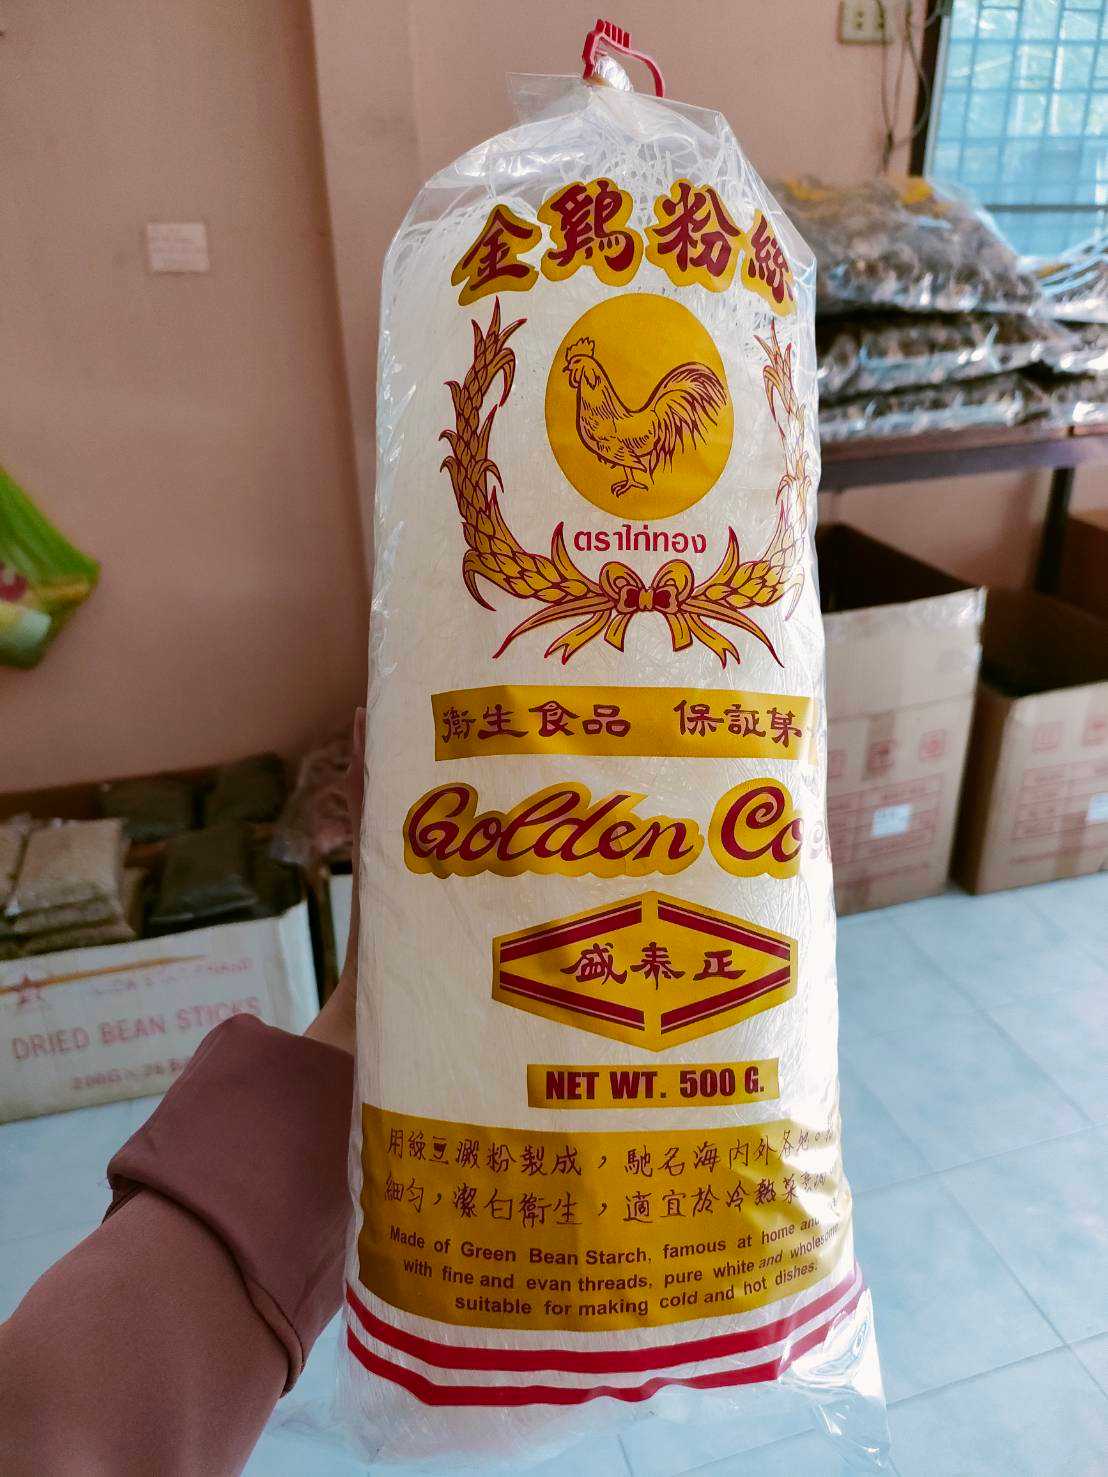 金鷄粉絲
ตราไก่ทอง
衛生食品 保証
Golden
盛泰正
NET WT. 500 G.
用綠豆澱粉製成，馳名海內外各
細匀，潔白衛生，適宜於冷熱菜
Made of Green Bean Starch, famous at home and
with fine and evan threads, pure white and wholesome
suitable for making cold and hot dishes.
DRIED BEAN STICKS